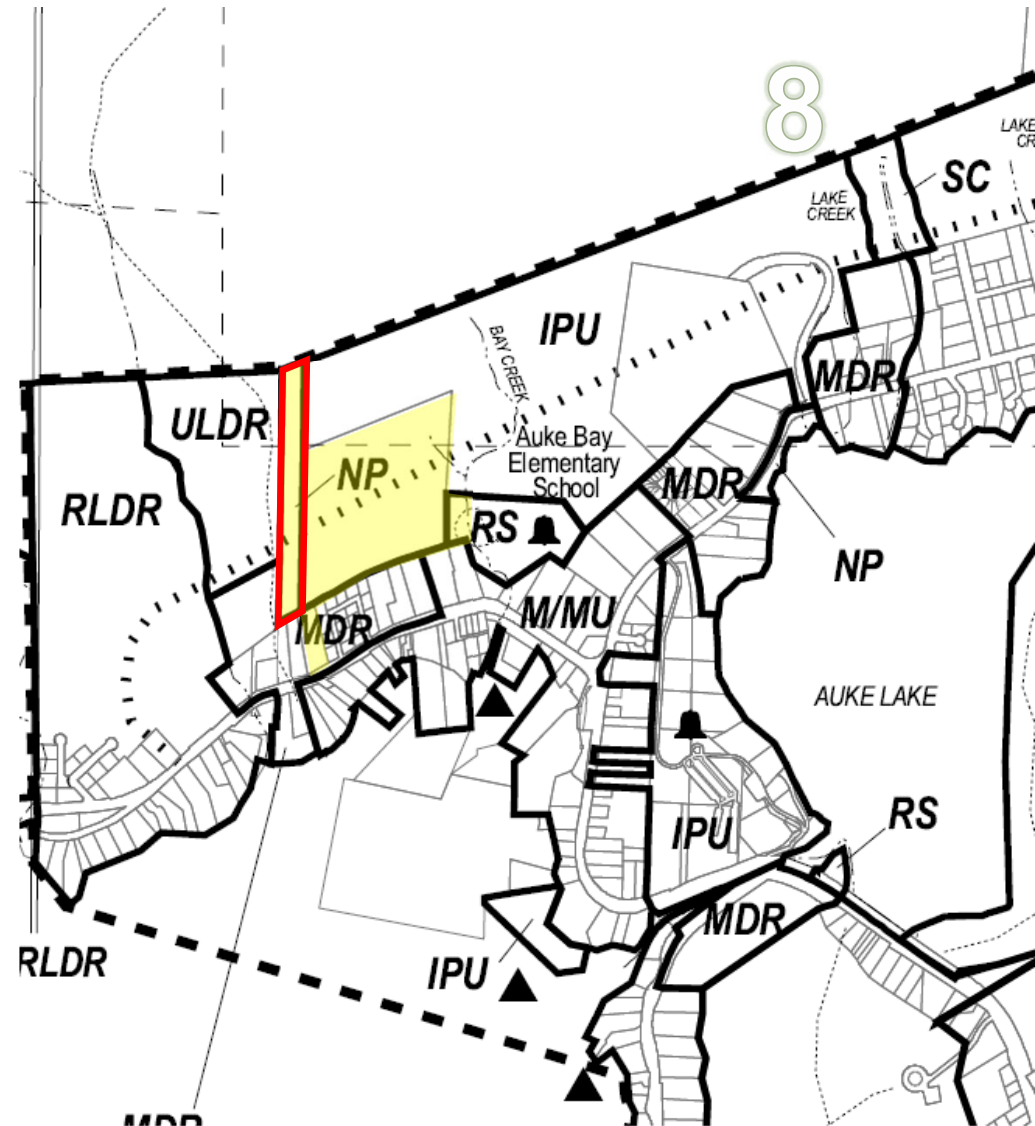 8
LAKE
CR
SC
LAKE
CREEK
IPU
BAY CREEK
MDR
ULDR
Auke Bay
Elementary
School
NP
MDR
RLDR
RS
NP
M/MU
MDR
AUKE LAKE
RS
IPU
MDR
RLDR
IPU
MDR